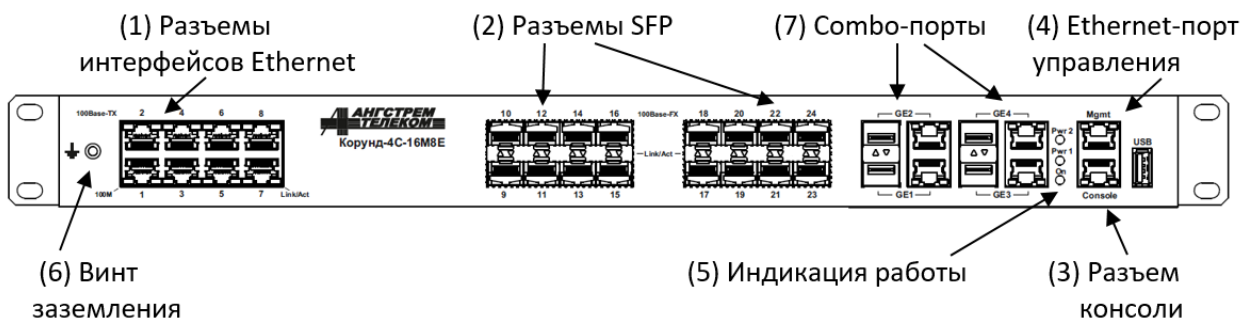 (1) Разъемы
интерфейсов Ethernet
(2) Разъемы SFP
(7) Combo-порты
(4) Ethernet-порт
управления
100Base-TX 2 4 6 8
АНГСТРЕМ
ТЕЛЕКОМ
Корунд-4С-16М8Е
10 12 14 16 100Base-FX 18 20 22 24
GE2 GE4 Mgmt
Pwr 2
Pwr 1
On
USB
Link/Act
100M 1 3 5 7 Link/Act
9 11 13 15 17 19 21 23
GE1 GE3 Console
(6) Винт
заземления
(5) Индикация работы
(3) Разъем
консоли